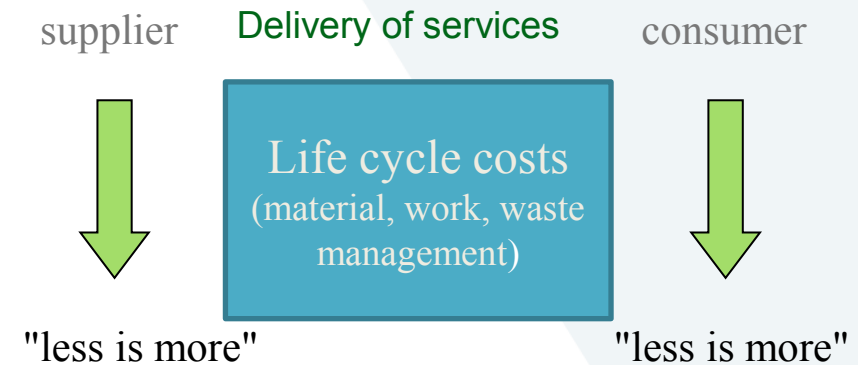 supplier Delivery of services consumer
Life cycle costs
(material, work, waste
management)
"less is more" "less is more"